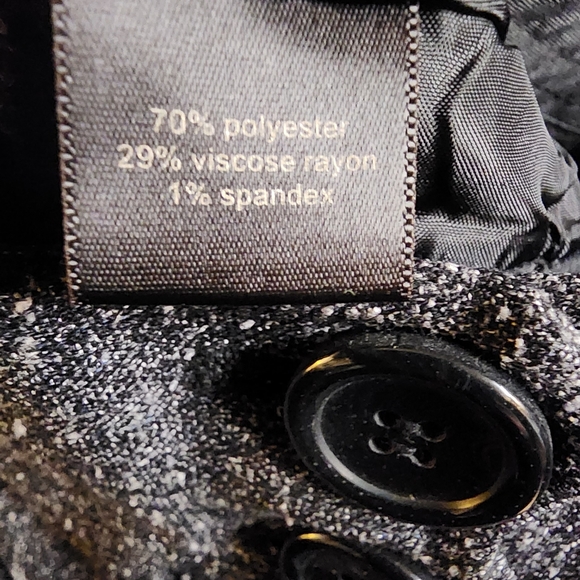 70% polyester
29% viscose rayon
1% spandex